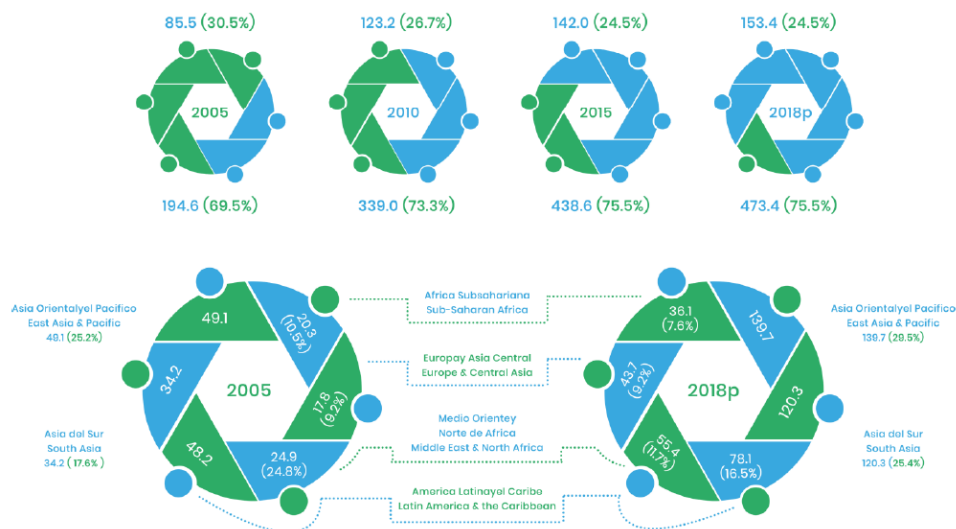 85.5 (30.5%)
123.2 (26.7%)
142.0 (24.5%)
153.4 (24.5%)
2005
2010
2015
2018p
194.6 (69.5%)
339.0 (73.3%)
438.6 (75.5%)
473.4 (75.5%)
Asia Orientalyel Pacifico
East Asia & Pacific
49.1 (25.2%)
Asia del Sur
South Asia
34.2 (17.6%)
49.1
20.3
(10.5%)
34.2
2005
17.8
(9.2%)
48.2
24.9
(24.8%)
Africa Subsahariana
Sub-Saharan Africa
Europay Asia Central
Europe & Central Asia
Medio Orientey
Norte de Africa
Middle East & North Africa
America Latinayol Caribo
Latin Amorica & the Caribboan
36.1
(7.6%)
139.7
43.7
(9.2%)
2018p
120.3
55.4
(11.7%)
78.1
(16.5%)
Asia Orientalyel Pacifico
East Asia & Pacific
139.7 (29.5%)
Asia del Sur
South Asia
120.3 (25.4%)